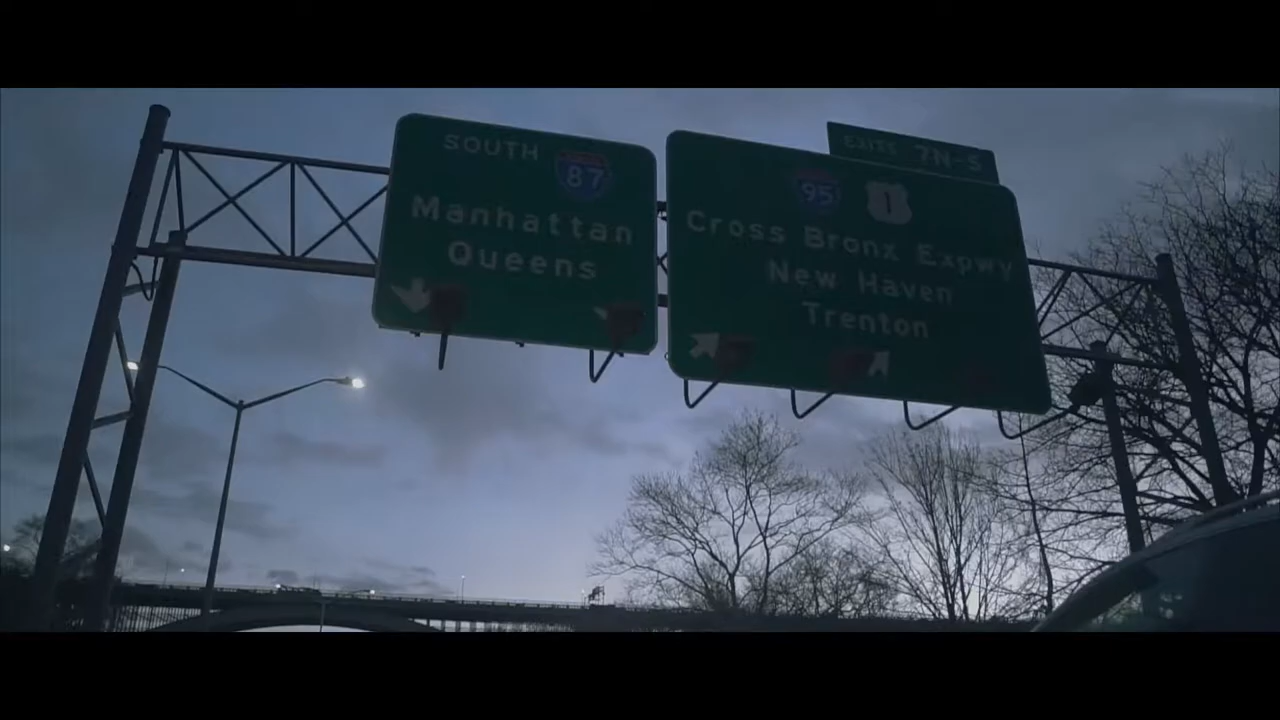 SOUTH 87
Manhattan
Queens
EXITS 7N-S
95 1
Cross Bronx Expwy
New Haven
Trenton